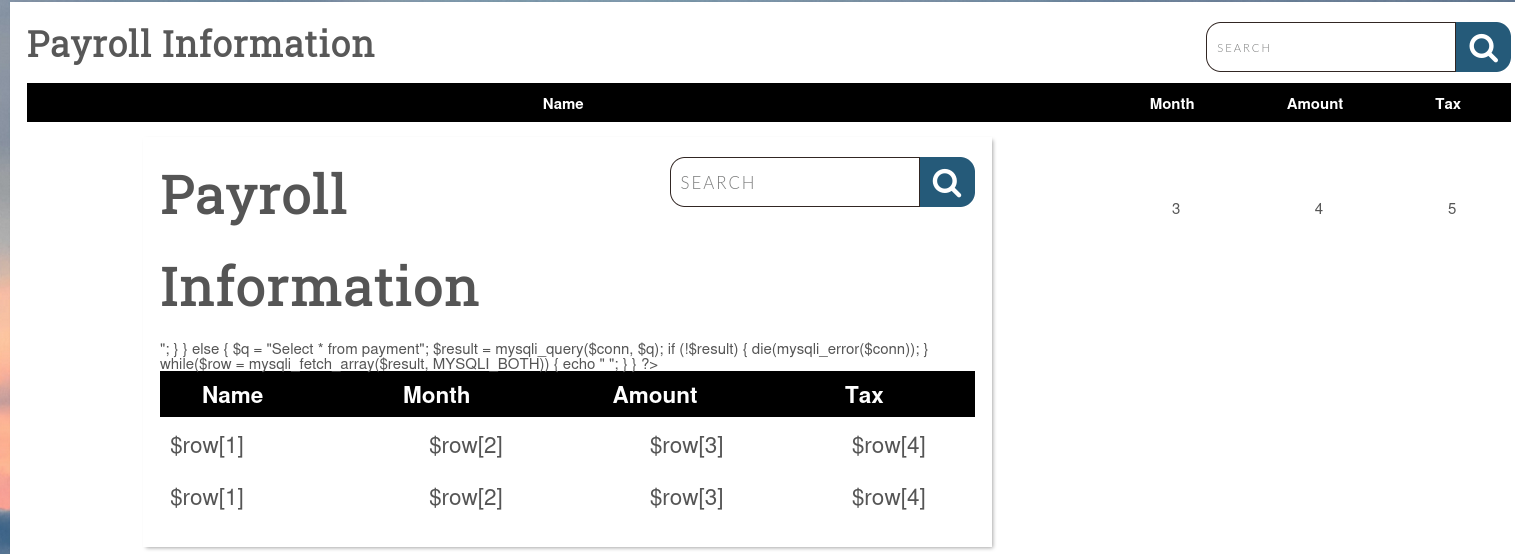 Payroll Information
SEARCH
Name Month Amount Tax
Payroll
Information
SEARCH
3 4 5
"; } } else { $q = "Select * from payment"; $result = mysqli_query($conn, $q); if (!$result) { die(mysqli_error($conn)); }
while($row = mysqli_fetch_array($result, MYSQLI_BOTH)) { echo " "; } } ?>
Name Month Amount Tax
$row[1] $row[2] $row[3] $row[4]
$row[1] $row[2] $row[3] $row[4]